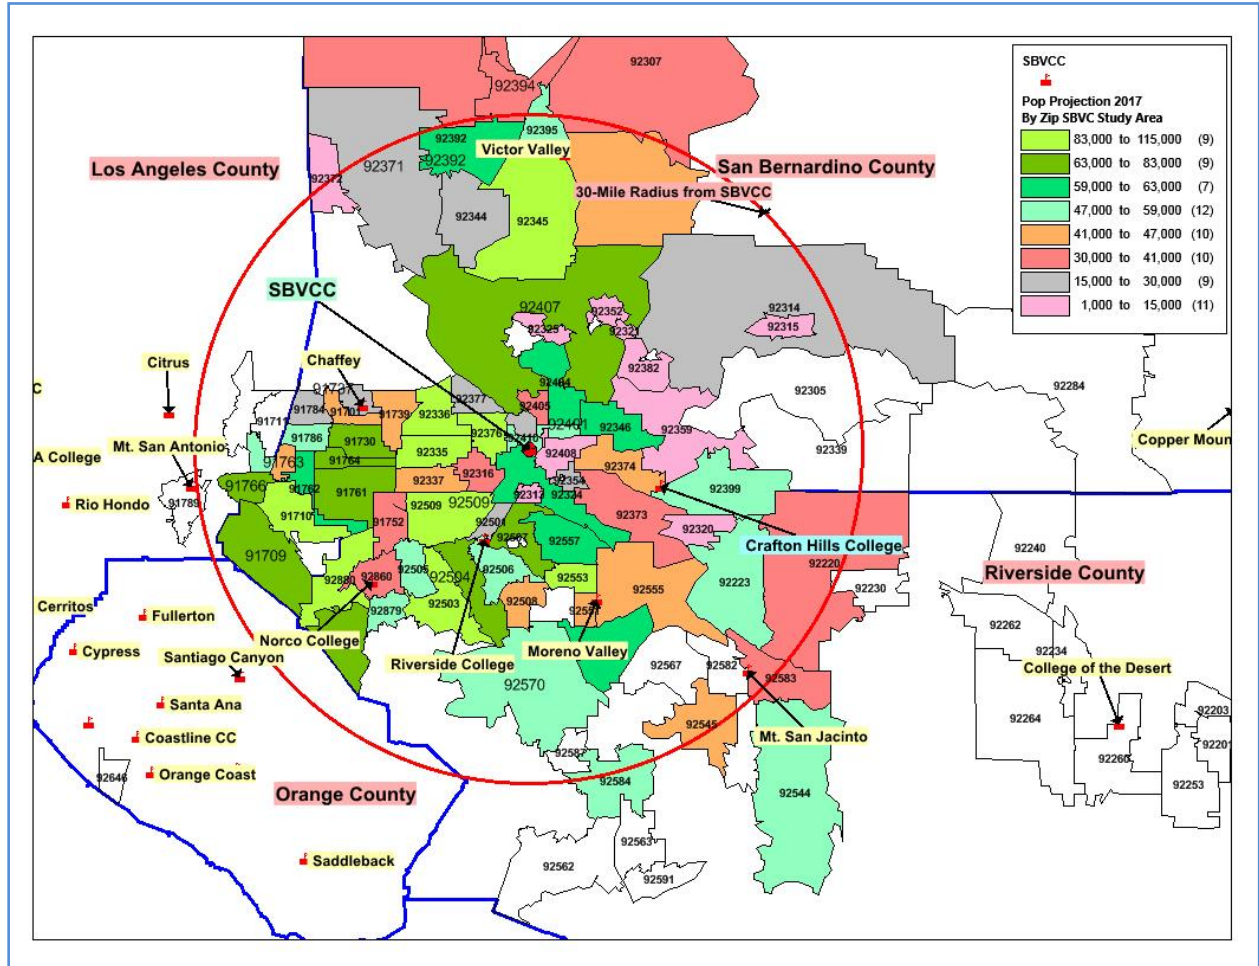 92307
SBVCC
Pop Projection 2017
By Zip SBVC Study Area
83,000 to 115,000 (9)
63,000 to 83,000 (9)
59,000 to 63,000 (7)
47,000 to 59,000 (12)
41,000 to 47,000 (10)
30,000 to 41,000 (10)
15,000 to 30,000 (9)
1,000 to 15,000 (11)
92394
92395
92392
92392
Victor Valley
Los Angeles County
92371
92372
San Bernardino County
30-Mile Radius from SBVCC
92344
92345
SBVCC
92407
92352
92325
92321
92314
92315
Citrus
Chaffey
C
92382
92404
92305
92284
91737
92377
91784
91701
91739
92336
92405
91711
92401
92346
92359
Copper Moun
Mt. San Antonio
91786
91730
92376
92410
92339
A College
91763
91764
92335
92408
92374
91766
91762
91761
92337
92316
92354
92399
Rio Hondo
91789
92313
92324
91710
91752
92509
92509
92501
92373
92320
Crafton Hills College
91709
92507
92557
92240
92880
92860
92505
92504
92506
92553
92555
92223
92220
Riverside County
92230
Cerritos
Fullerton
92879
92503
92508
92262
Norco College
Cypress
Santiago Canyon
Riverside College
Moreno Valley
92567
92582
92234
College of the Desert
92570
92583
Santa Ana
92264
92203
92545
Mt. San Jacinto
Coastline CC
92201
92587
92260
92646
Orange Coast
92584
92253
Orange County
92544
92563
Saddleback
92562
92591